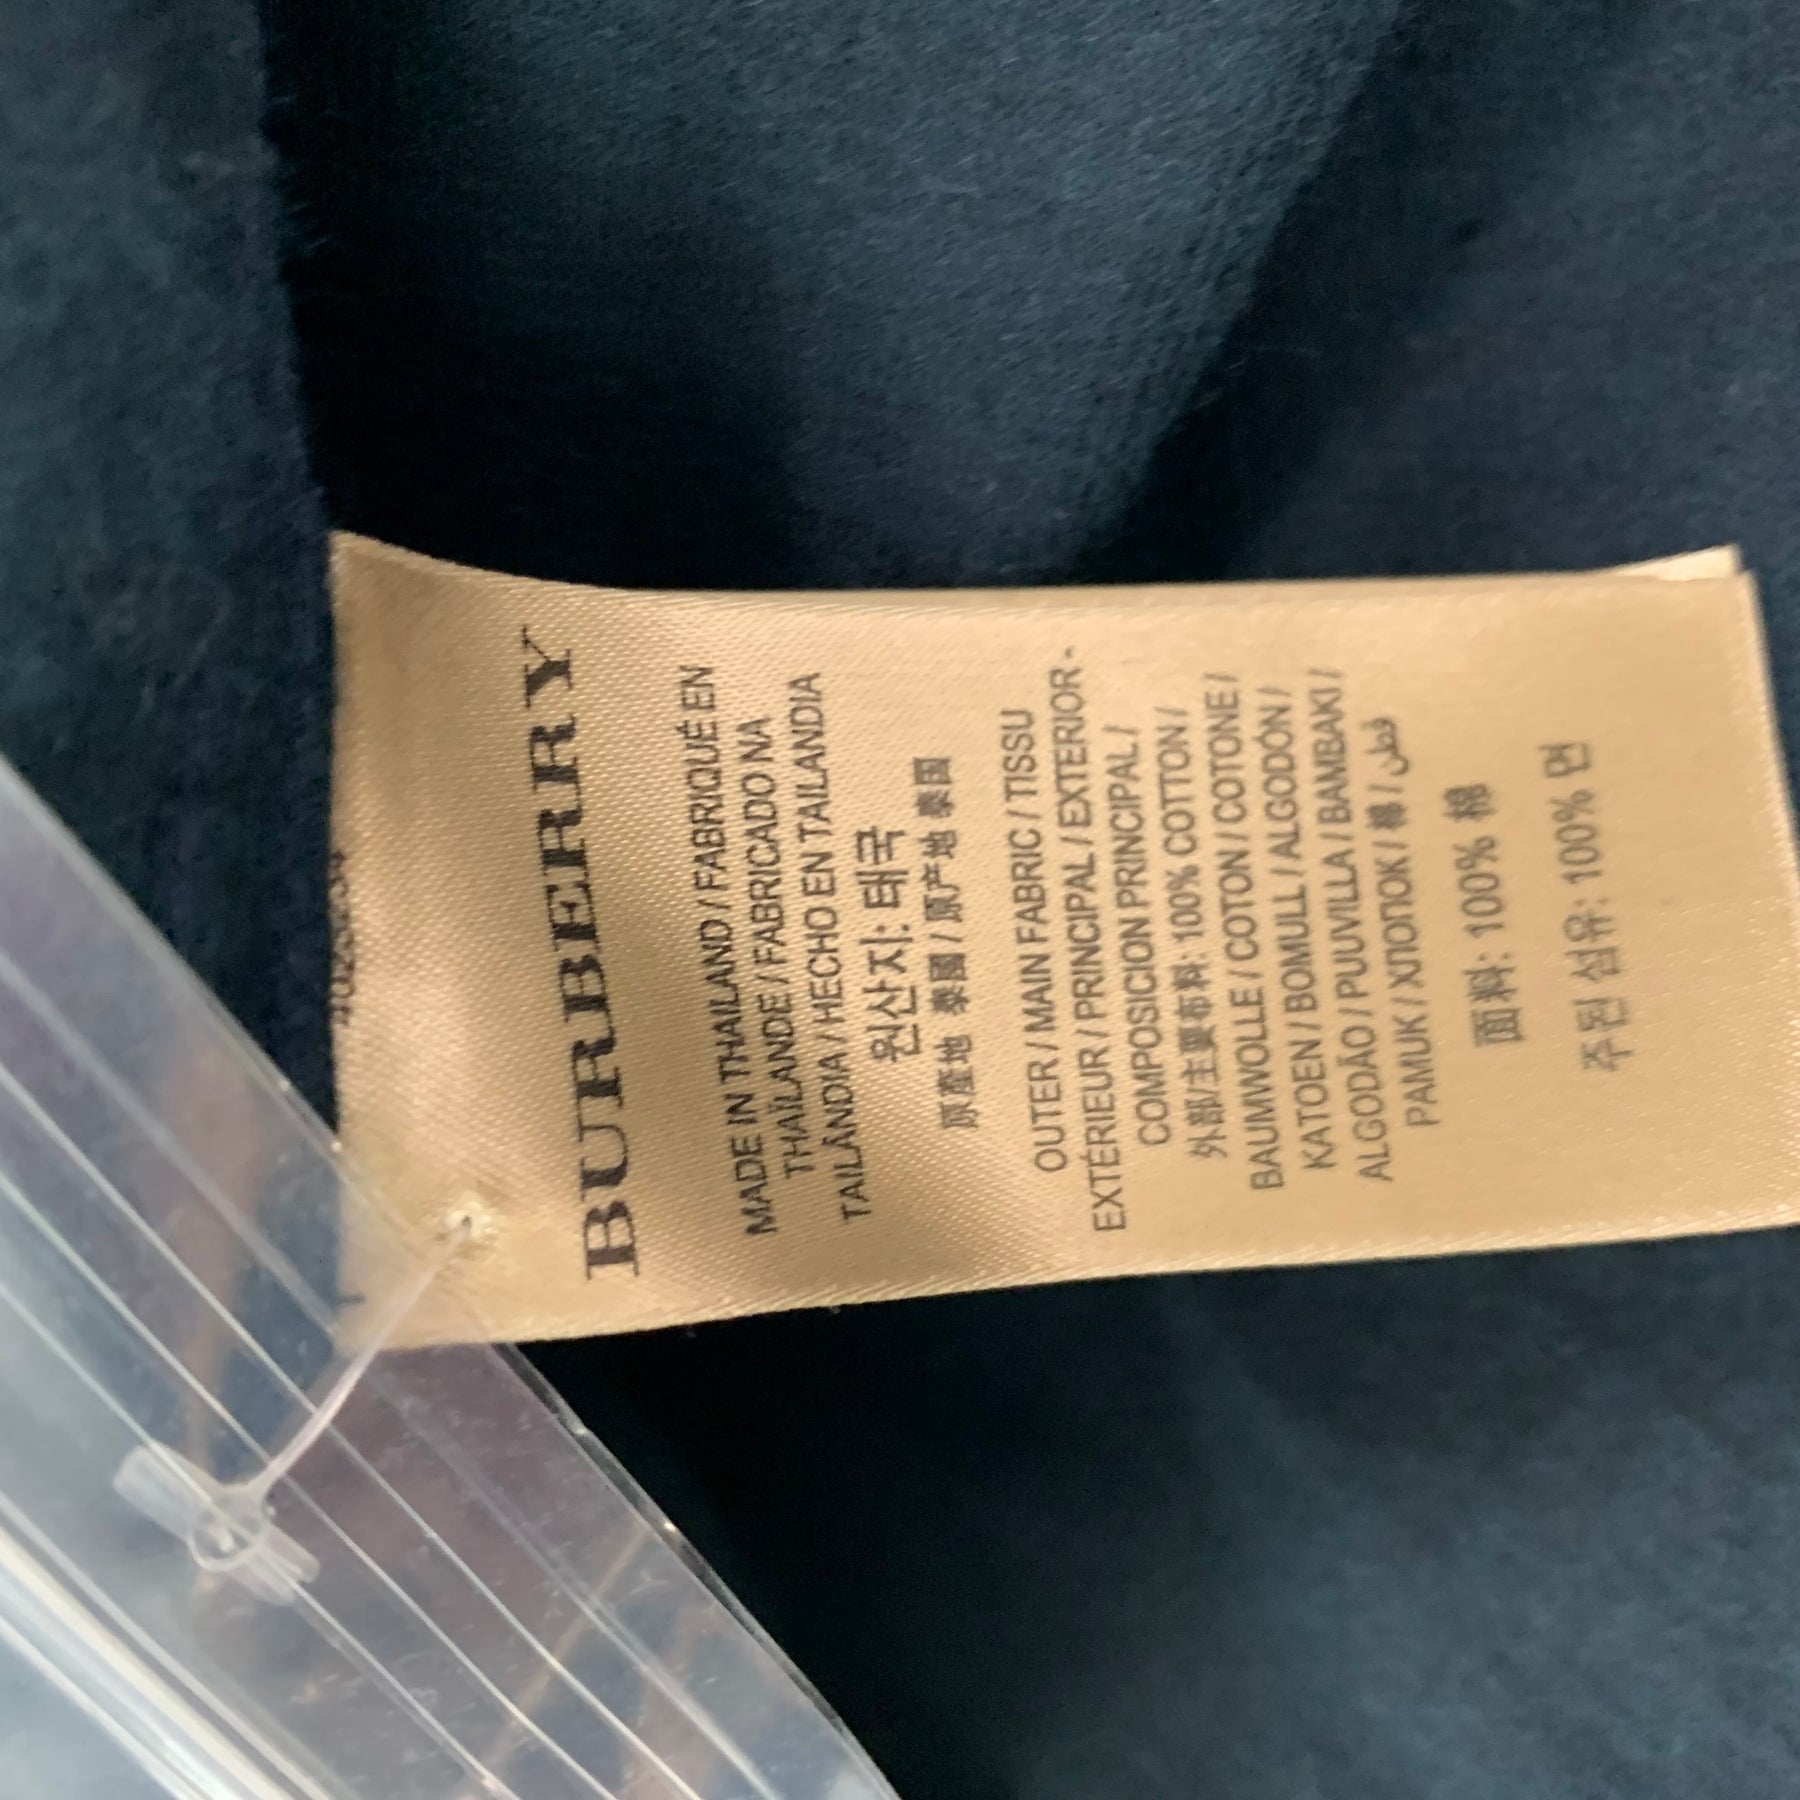 BURBERRY
MADE IN THAILAND / FABRIQUÉ EN
THAÏLANDE / FABRICADO NA
TAILÂNDIA / HECHO EN TAILANDIA
원산지: 태국
原產地 泰國 / 原产地 泰国
OUTER / MAIN FABRIC / TISSU
EXTÉRIEUR / PRINCIPAL / EXTERIOR -
COMPOSICION PRINCIPAL /
外部/主要布料: 100% COTTON /
BAUMWOLLE / COTON / COTONE /
KATOEN / BOMULL / ALGODÓN /
ALGODÃO / PUUVILLA / BAMBAKI /
PAMUK / ХЛОПОК / 棉 / قطن
面料: 100% 棉
주된 섬유: 100% 면